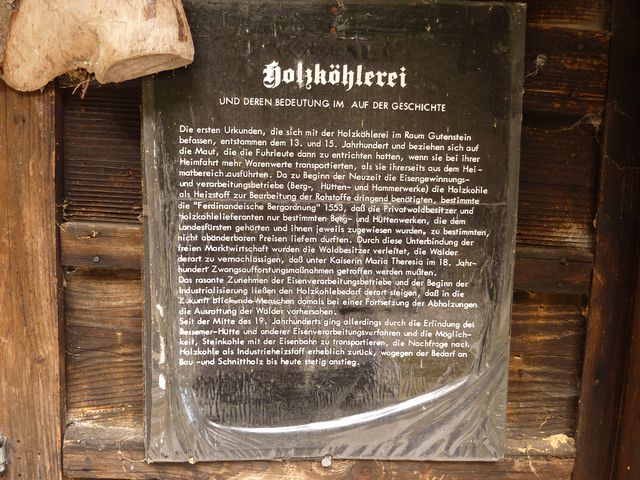 Holzköhlerei
UND DEREN BEDEUTUNG IM AUF DER GESCHICHTE
Die ersten Urkunden, die sich mit der Holzköhlerei im Raum Gutenstein
befassen, entstammen dem 13. und 15. Jahrhundert und beziehen sich auf
die Maut, die die Fuhrleute dann zu entrichten hatten, wenn sie bei ihrer
Heimfahrt mehr Warenwerte transportierten, als sie ihrerseits aus dem Hei-
matbereich ausführten. Da zu Beginn der Neuzeit die Eisengewinnungs-
und verarbeitungsbetriebe (Berg-, Hütten- und Hammerwerke) die Holzkohle
als Heizstoff zur Bearbeitung der Rohstoffe dringend benötigten, bestimmte
die "Ferdinandeische Bergordnung" 1553, daß die Privatwaldbesitzer und
Holzkohlelieferanten nur bestimmten Berg- und Hüttenwerken, die dem
Landesfürsten gehörten und ihnen jeweils zugewiesen wurden, zu bestimmten,
nicht abänderbaren Preisen liefern durften. Durch diese Unterbindung der
freien Marktwirtschaft wurden die Waldbesitzer verleitet, die Wälder
derart zu vernachlässigen, daß unter Kaiserin Maria Theresia im 18. Jahr-
hundert Zwangsaufforstungsmaßnahmen getroffen werden mußten.
Das rasante Zunehmen der Eisenverarbeitungsbetriebe und der Beginn der
Industrialisierung ließen den Holzkohlebedarf derart steigen, daß in die
Zukunft blickende Menschen damals bei einer Fortsetzung der Abholzungen
die Ausrottung der Wälder vorhersahen.
Seit der Mitte des 19. Jahrhunderts ging allerdings durch die Erfindung der
Bessemer-Hütte und anderer Eisenverarbeitungsverfahren und die Möglich-
keit, Steinkohle mit der Eisenbahn zu transportieren, die Nachfrage nach
Holzkohle als Industrieheizstoff erheblich zurück, wogegen der Bedarf an
Bau -und Schnittholz bis heute stetig anstieg.